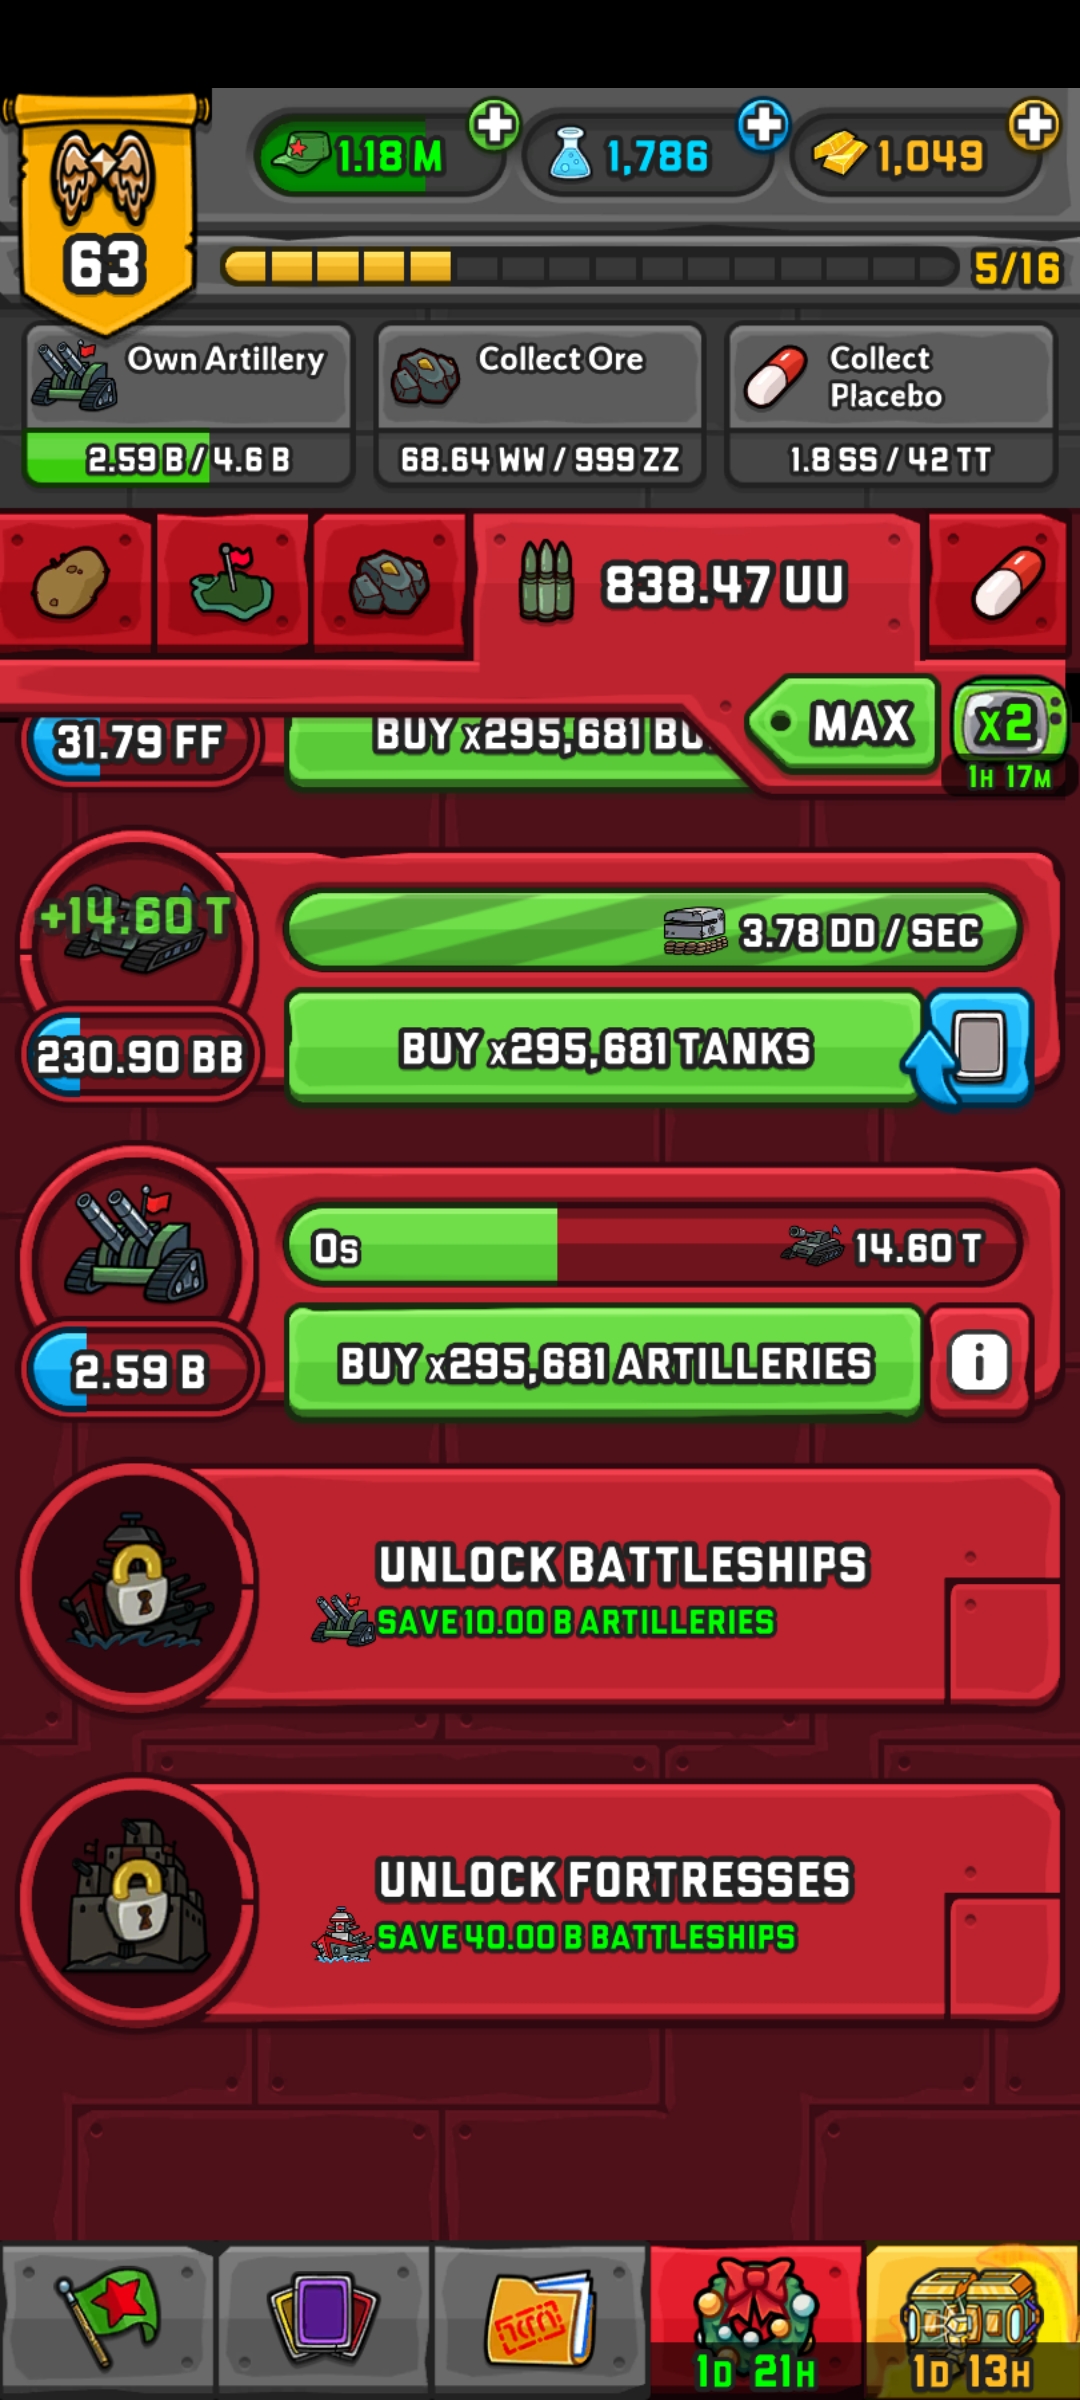 63
1.18 M
1,786
1,049
5/16
Own Artillery
2.59 B / 4.6 B
Collect Ore
68.64 WW / 999 ZZ
Collect
Placebo
1.8 SS / 42 TT
838.47 UU
MAX
x2
1H 17M
31.79 FF
BUY x295,681 BU
+14.60 T
3.78 DD / SEC
230.90 BB
BUY x295,681 TANKS
0s
14.60 T
2.59 B
BUY x295,681 ARTILLERIES
i
UNLOCK BATTLESHIPS
SAVE 10.00 B ARTILLERIES
UNLOCK FORTRESSES
SAVE 40.00 B BATTLESHIPS
1D 21H
1D 13H